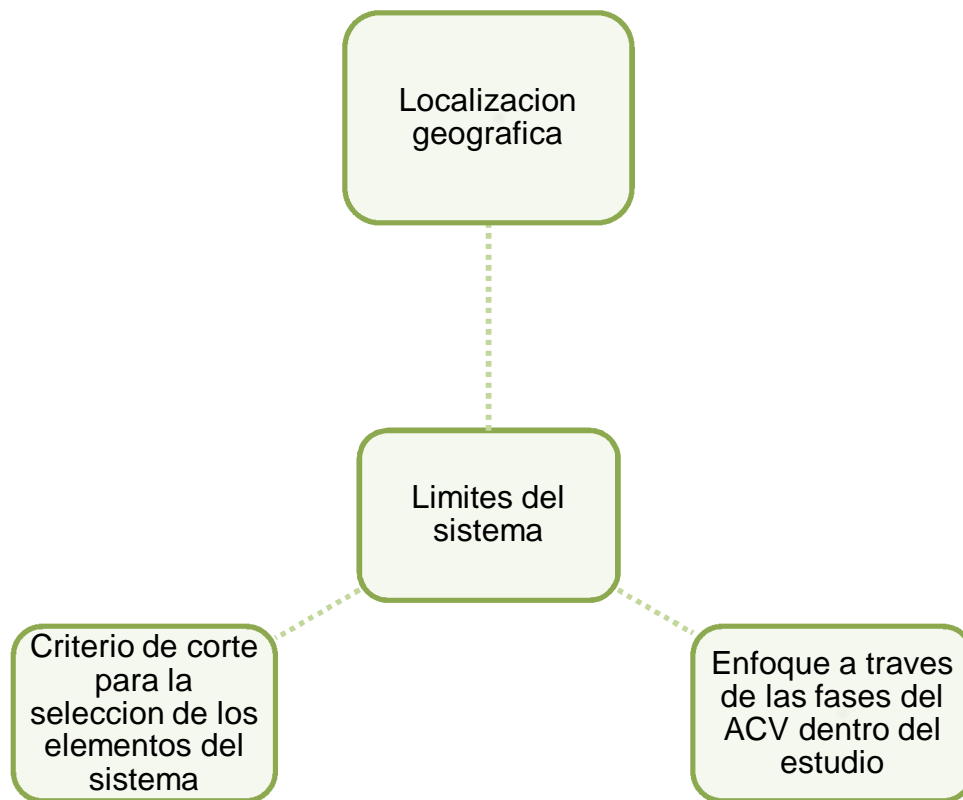 Localizacion
geografica
Limites del
sistema
Criterio de corte
para la
seleccion de los
elementos del
sistema
Enfoque a traves
de las fases del
ACV dentro del
estudio